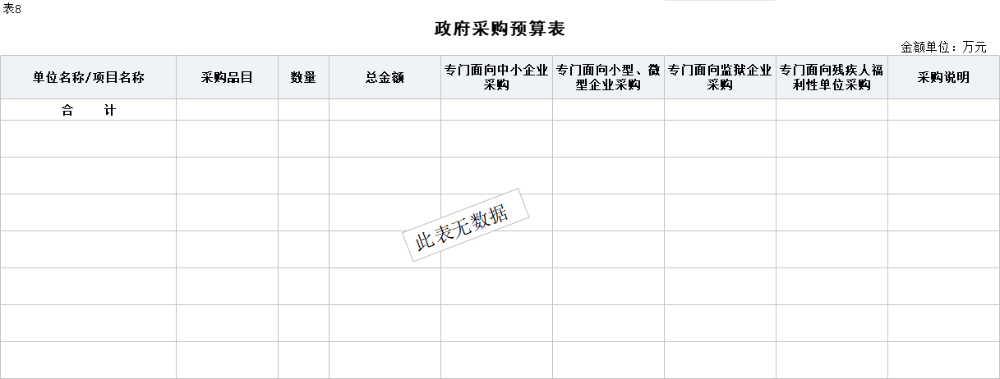 表8
政府采购预算表
金额单位：万元
单位名称/项目名称 采购品目 数量 总金额 专门面向中小企业采购 专门面向小型、微型企业采购 专门面向监狱企业采购 专门面向残疾人福利性单位采购 采购说明
合 计
此表无数据